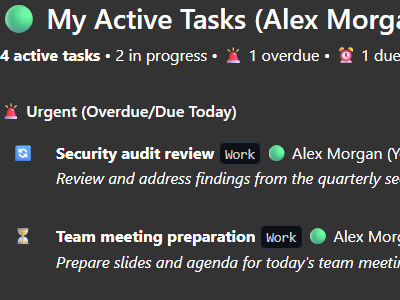 My Active Tasks (Alex Morga
4 active tasks • 2 in progress • 1 overdue • 1 due
Urgent (Overdue/Due Today)
Security audit review Work Alex Morgan (Y
Review and address findings from the quarterly se
Team meeting preparation Work Alex Morg
Prepare slides and agenda for today's team meetin